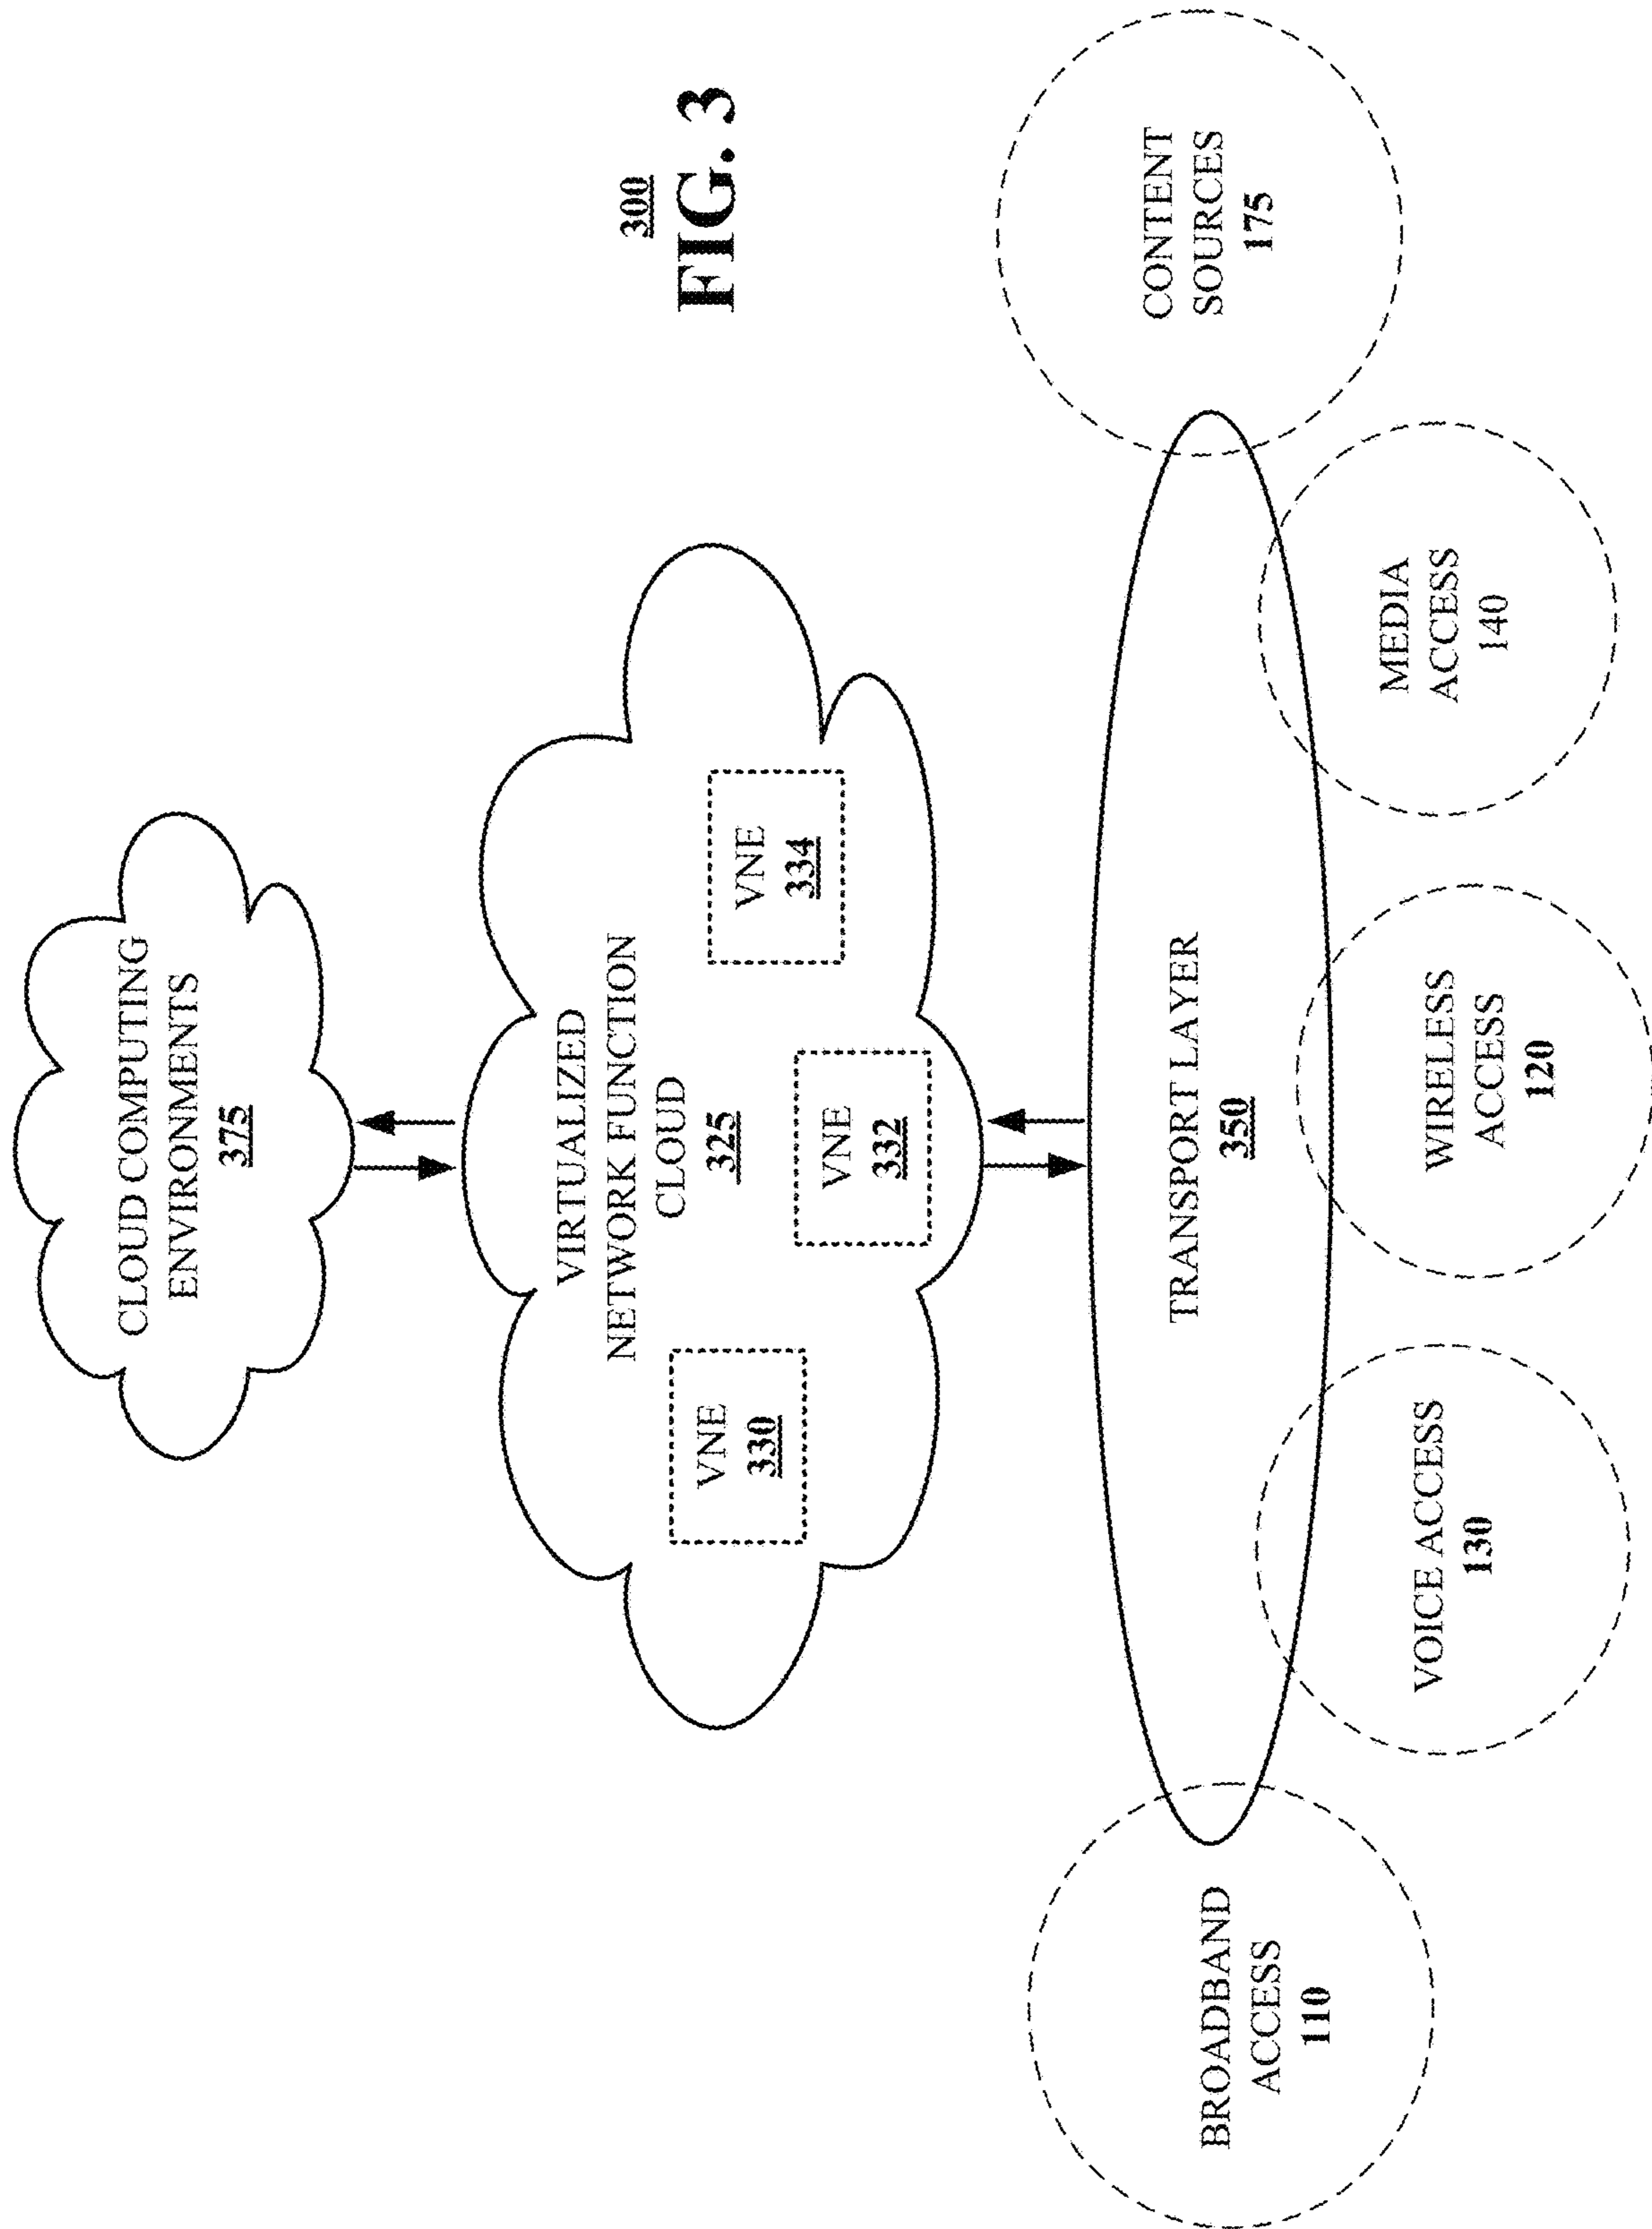 CLOUD COMPUTING
ENVIRONMENTS
375
VIRTUALIZED
NETWORK FUNCTION
CLOUD
325
VNE
330
VNE
332
VNE
334
TRANSPORT LAYER
350
BROADBAND
ACCESS
110
VOICE ACCESS
130
WIRELESS
ACCESS
120
MEDIA
ACCESS
140
CONTENT
SOURCES
175
300
FIG. 3